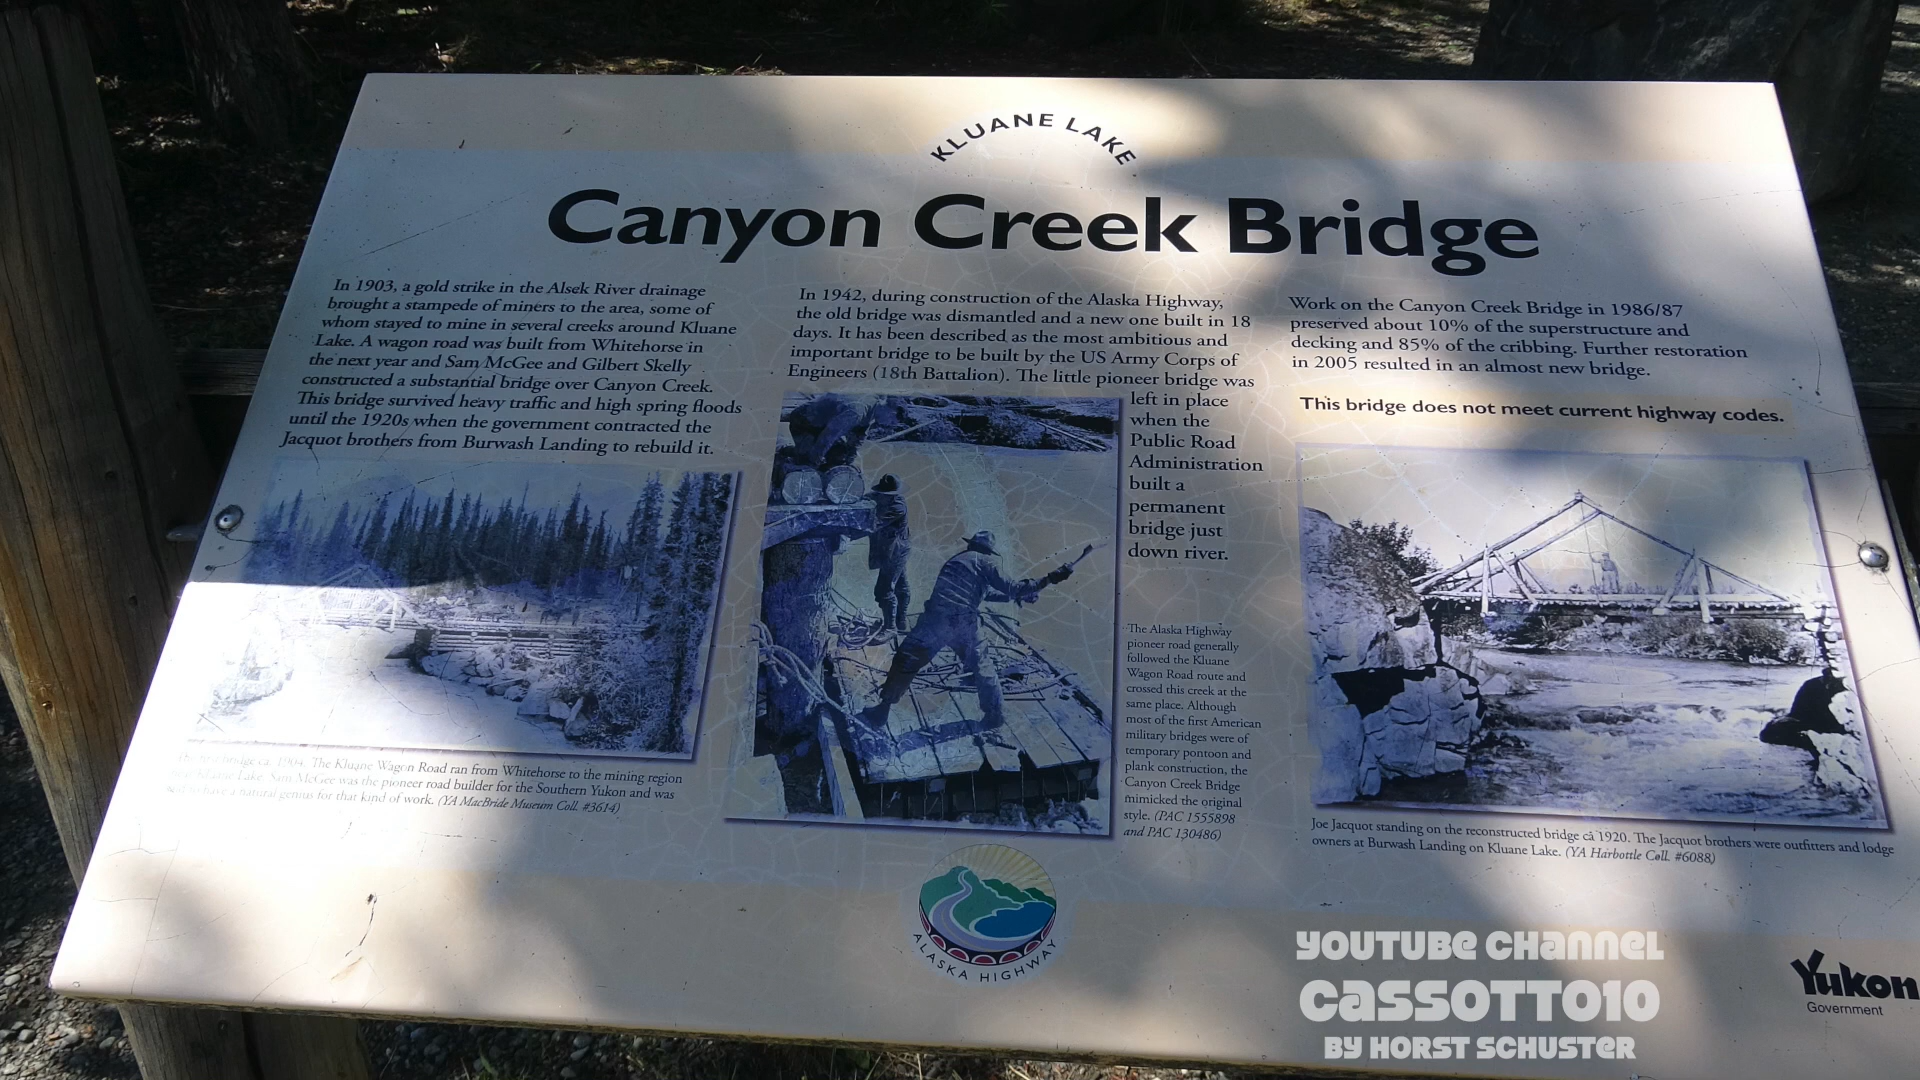 KLUANE LAKE
Canyon Creek Bridge
In 1903, a gold strike in the Alsek River drainage
brought a stampede of miners to the area, some of
whom stayed to mine in several creeks around Kluane
Lake. A wagon road was built from Whitehorse in
the next year and Sam McGee and Gilbert Skelly
constructed a substantial bridge over Canyon Creek.
This bridge survived heavy traffic and high spring floods
until the 1920s when the government contracted the
Jacquot brothers from Burwash Landing to rebuild it.
bridge ca. 1904. The Kluane Wagon Road ran from Whitehorse to the mining region
Kluane Lake. Sam McGee was the pioneer road builder for the Southern Yukon and was
said to have a natural genius for that kind of work. (YA MacBride Museum Coll. #3614)
In 1942, during construction of the Alaska Highway,
the old bridge was dismantled and a new one built in 18
days. It has been described as the most ambitious and
important bridge to be built by the US Army Corps of
Engineers (18th Battalion). The little pioneer bridge was
left in place
when the
Public Road
Administration
built a
permanent
bridge just
down river.
The Alaska Highway
pioneer road generally
followed the Kluane
Wagon Road route and
crossed this creek at the
same place. Although
most of the first American
military bridges were of
temporary pontoon and
plank construction, the
Canyon Creek Bridge
mimicked the original
style. (PAC 1555898
and PAC 130486)
Work on the Canyon Creek Bridge in 1986/87
preserved about 10% of the superstructure and
decking and 85% of the cribbing. Further restoration
in 2005 resulted in an almost new bridge.
This bridge does not meet current highway codes.
Joe Jacquot standing on the reconstructed bridge ca 1920. The Jacquot brothers were outfitters and lodge
owners at Burwash Landing on Kluane Lake. (YA Harbottle Coll. #6088)
ALASKA HIGHWAY
YOUTUBE CHANNEL
CASSOTTO10
BY HORST SCHUSTER
Yukon
Government